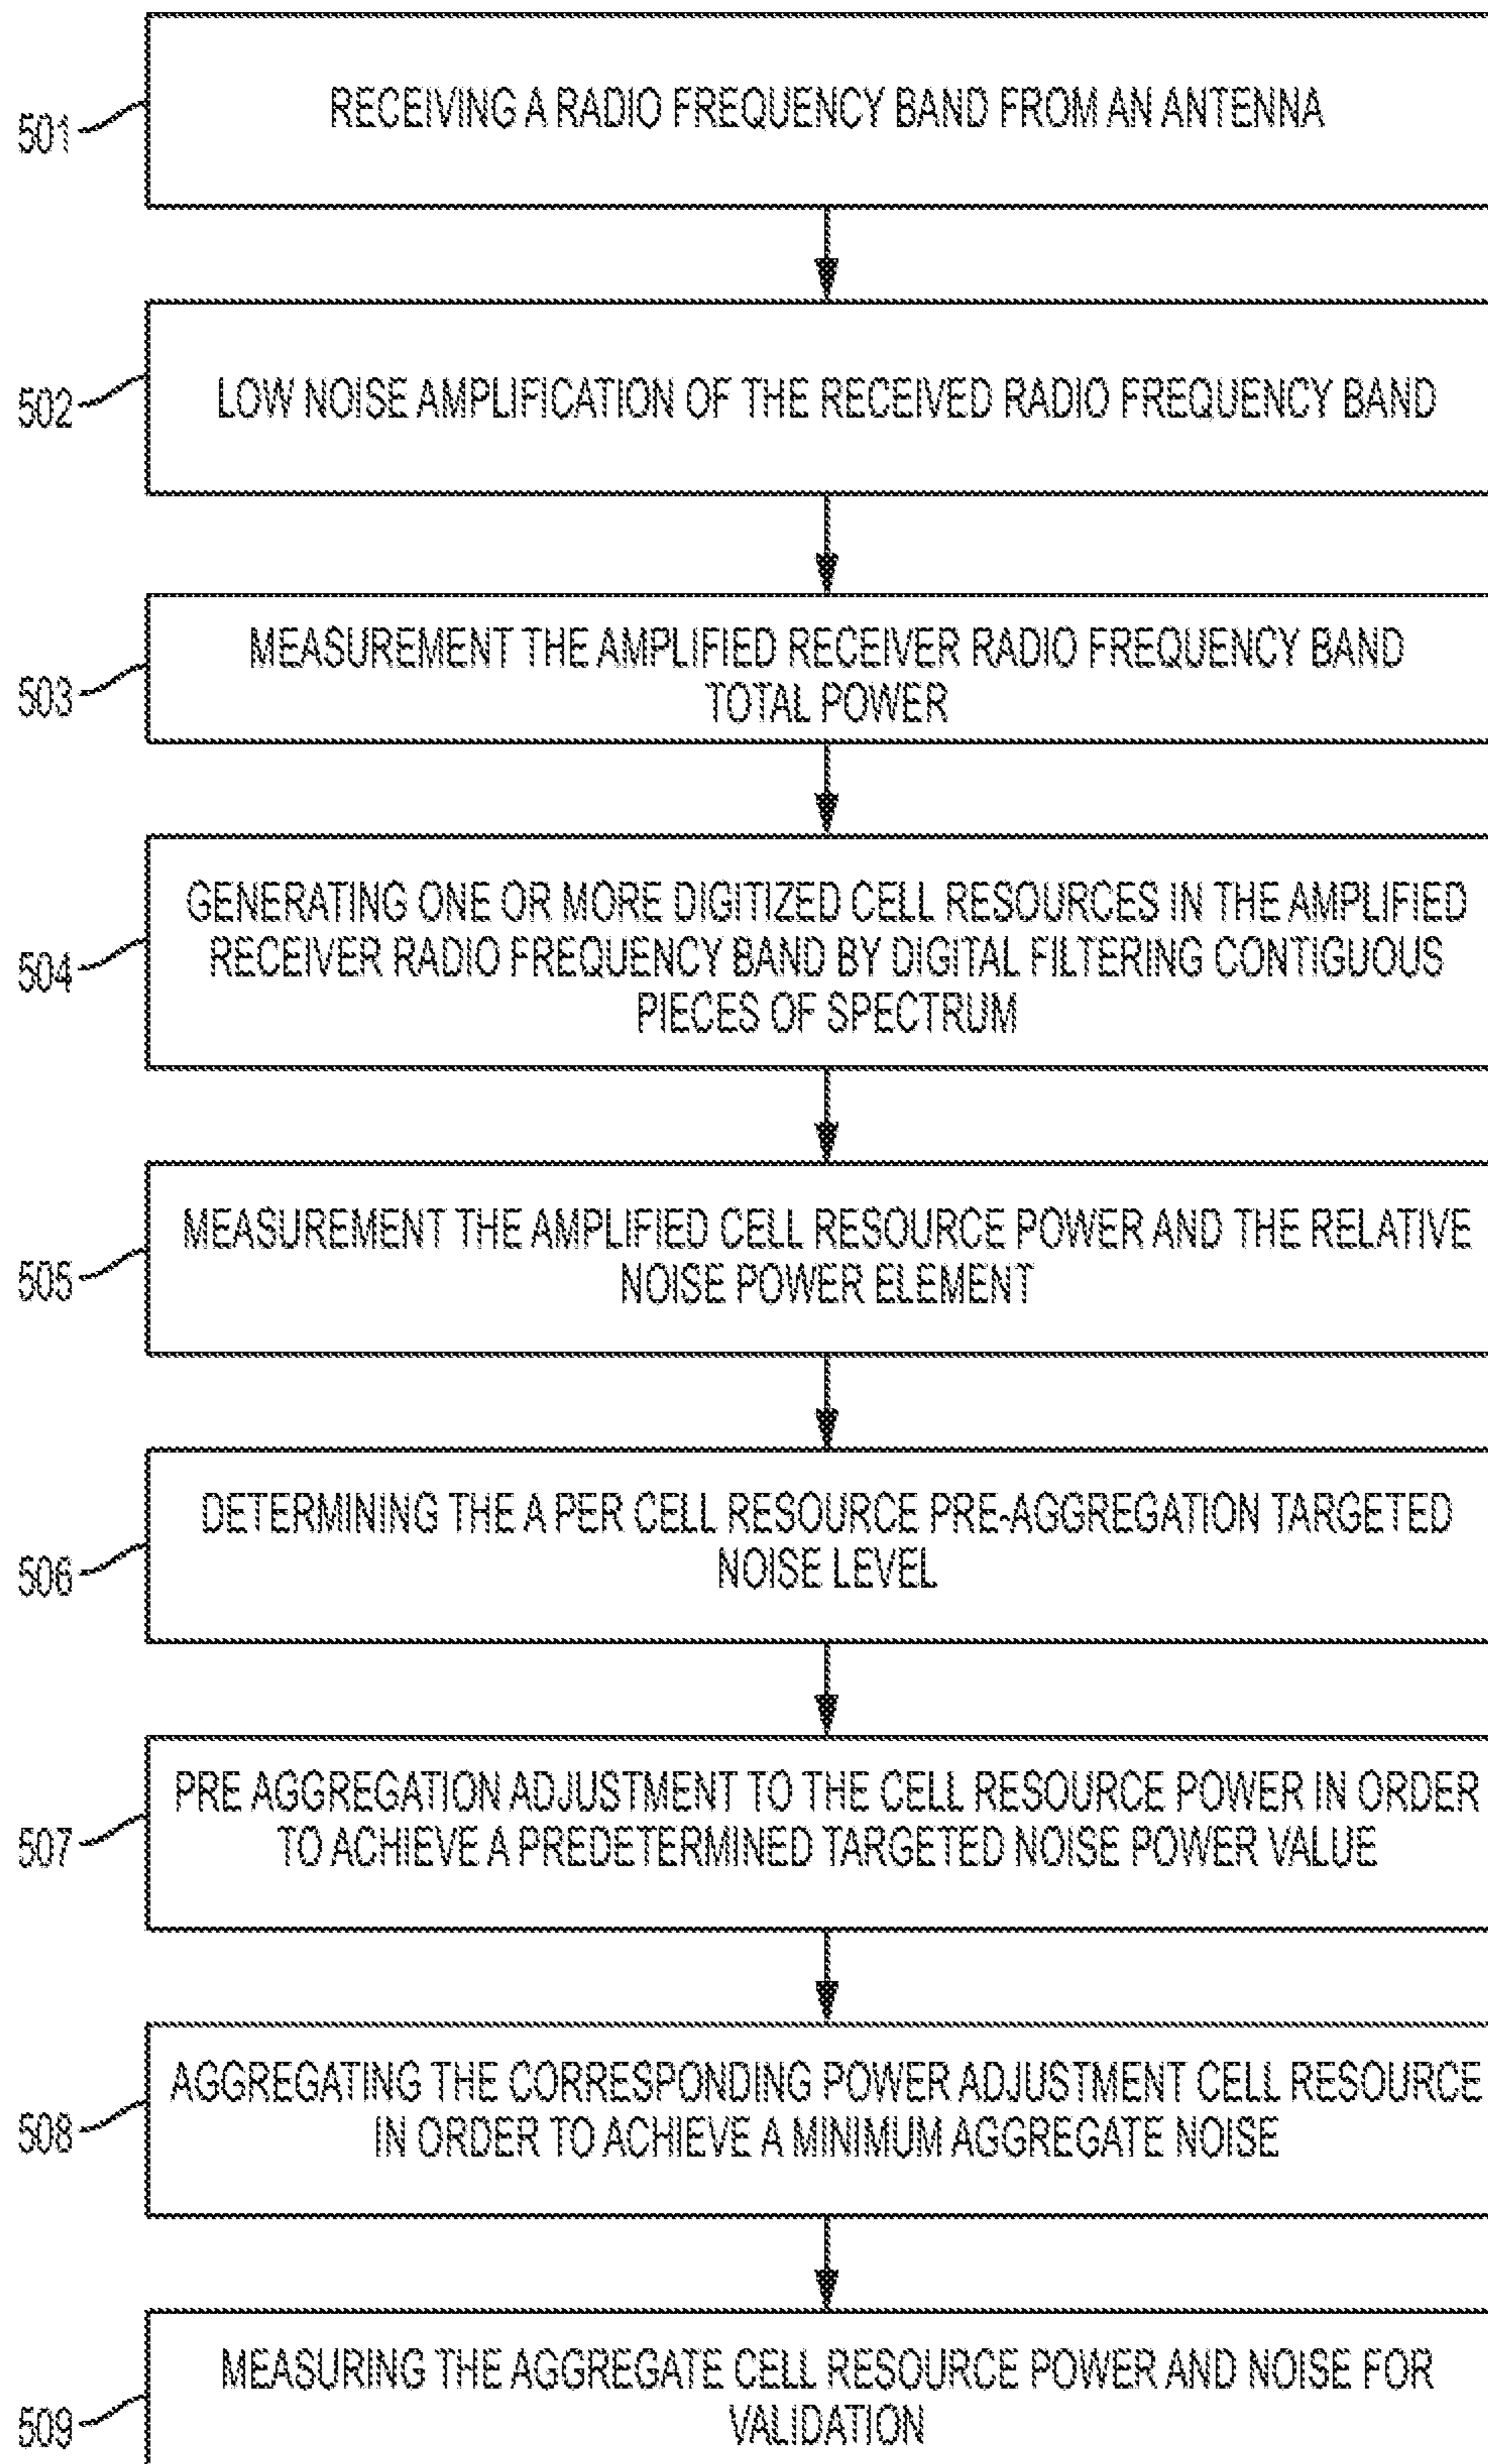 501
RECEIVING A RADIO FREQUENCY BAND FROM AN ANTENNA
502
LOW NOISE AMPLIFICATION OF THE RECEIVED RADIO FREQUENCY BAND
503
MEASUREMENT THE AMPLIFIED RECEIVER RADIO FREQUENCY BAND
TOTAL POWER
504
GENERATING ONE OR MORE DIGITIZED CELL RESOURCES IN THE AMPLIFIED
RECEIVER RADIO FREQUENCY BAND BY DIGITAL FILTERING CONTIGUOUS
PIECES OF SPECTRUM
505
MEASUREMENT THE AMPLIFIED CELL RESOURCE POWER AND THE RELATIVE
NOISE POWER ELEMENT
506
DETERMINING THE A PER CELL RESOURCE PRE-AGGREGATION TARGETED
NOISE LEVEL
507
PRE AGGREGATION ADJUSTMENT TO THE CELL RESOURCE POWER IN ORDER
TO ACHIEVE A PREDETERMINED TARGETED NOISE POWER VALUE
508
AGGREGATING THE CORRESPONDING POWER ADJUSTMENT CELL RESOURCE
IN ORDER TO ACHIEVE A MINIMUM AGGREGATE NOISE
509
MEASURING THE AGGREGATE CELL RESOURCE POWER AND NOISE FOR
VALIDATION